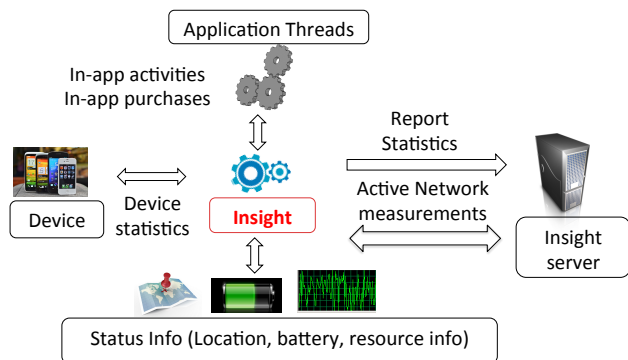 Application Threads
In-app activities
In-app purchases
Report
Statistics
Active Network
measurements
Device
Device
statistics
Insight
Insight
server
Status Info (Location, battery, resource info)